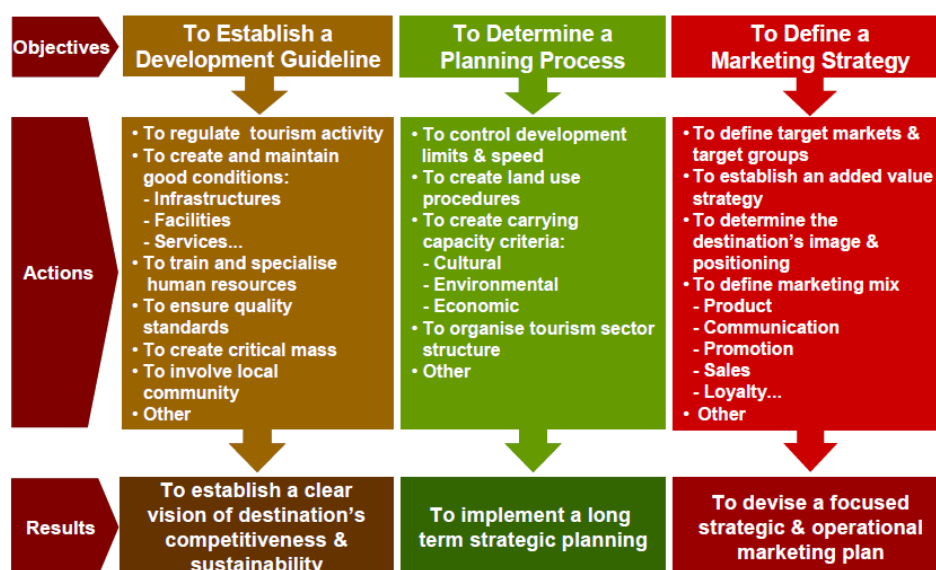 Objectives
To Establish a
Development Guideline
To Determine a
Planning Process
To Define a
Marketing Strategy
Actions
• To regulate tourism activity
• To create and maintain
good conditions:
- Infrastructures
- Facilities
- Services...
• To train and specialise
human resources
• To ensure quality
standards
• To create critical mass
• To involve local
community
• Other
• To control development
limits & speed
• To create land use
procedures
• To create carrying
capacity criteria:
- Cultural
- Environmental
- Economic
• To organise tourism sector
structure
• Other
• To define target markets &
target groups
• To establish an added value
strategy
• To determine the
destination's image &
positioning
• To define marketing mix
- Product
- Communication
- Promotion
- Sales
- Loyalty...
• Other
Results
To establish a clear
vision of destination's
competitiveness &
sustainability
To implement a long
term strategic planning
To devise a focused
strategic & operational
marketing plan